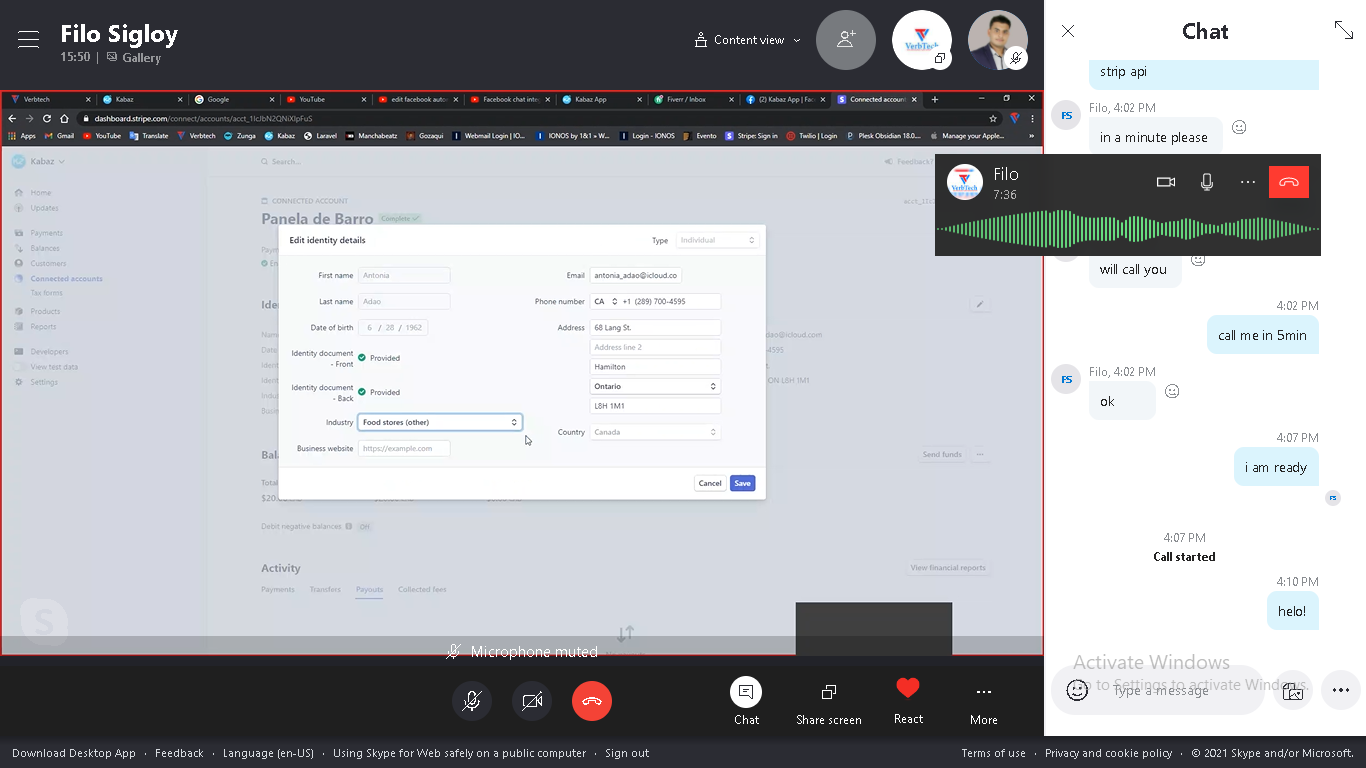 Filo Sigloy
15:50 | Gallery
Content view
VerbTech
Chat
Verbtech
Kabaz
Google
YouTube
edit facebook auto
Facebook chat inte
Kabaz App
Fiverr / Inbox
(2) Kabaz App | Fac
Connected account
dashboard.stripe.com/connect/accounts/acct_1IcJbN2QNiXIpFuS
Apps
Gmail
YouTube
Translate
Verbtech
Zunga
Kabaz
Laravel
Manchabeatz
Gozaqui
Webmail Login | IO...
IONOS by 1&1 » W...
Login - IONOS
Evento
Stripe: Sign in
Twilio | Login
Plesk Obsidian 18.0....
Manage your Apple...
Kabaz
Search...
Feedback?
Home
Updates
Payments
Balances
Customers
Connected accounts
Tax forms
Products
Reports
Developers
View test data
Settings
CONNECTED ACCOUNT
Panela de Barro
Complete
Edit identity details
Type
Individual
First name
Antonia
Last name
Adao
Date of birth
6 / 28 / 1962
Identity document - Front
Provided
Identity document - Back
Provided
Industry
Food stores (other)
Business website
https://example.com
Email
antonia_adao@icloud.co
Phone number
CA
+1 (289) 700-4595
Address
68 Lang St.
Address line 2
Hamilton
Ontario
L8H 1M1
Country
Canada
Cancel
Save
dao@icloud.com
-4595
ON L8H 1M1
Send funds
Debit negative balances
Off
Activity
View financial reports
Payments
Transfers
Payouts
Collected fees
Microphone muted
Chat
Share screen
React
More
strip api
Filo, 4:02 PM
FS
in a minute please
Filo
7:36
VerbTech
will call you
4:02 PM
call me in 5min
Filo, 4:02 PM
FS
ok
4:07 PM
i am ready
FS
4:07 PM
Call started
4:10 PM
helo!
Activate Windows
Go to Settings to activate Windows.
Type a message
Download Desktop App · Feedback · Language (en-US) · Using Skype for Web safely on a public computer · Sign out
Terms of use · Privacy and cookie policy · © 2021 Skype and/or Microsoft.